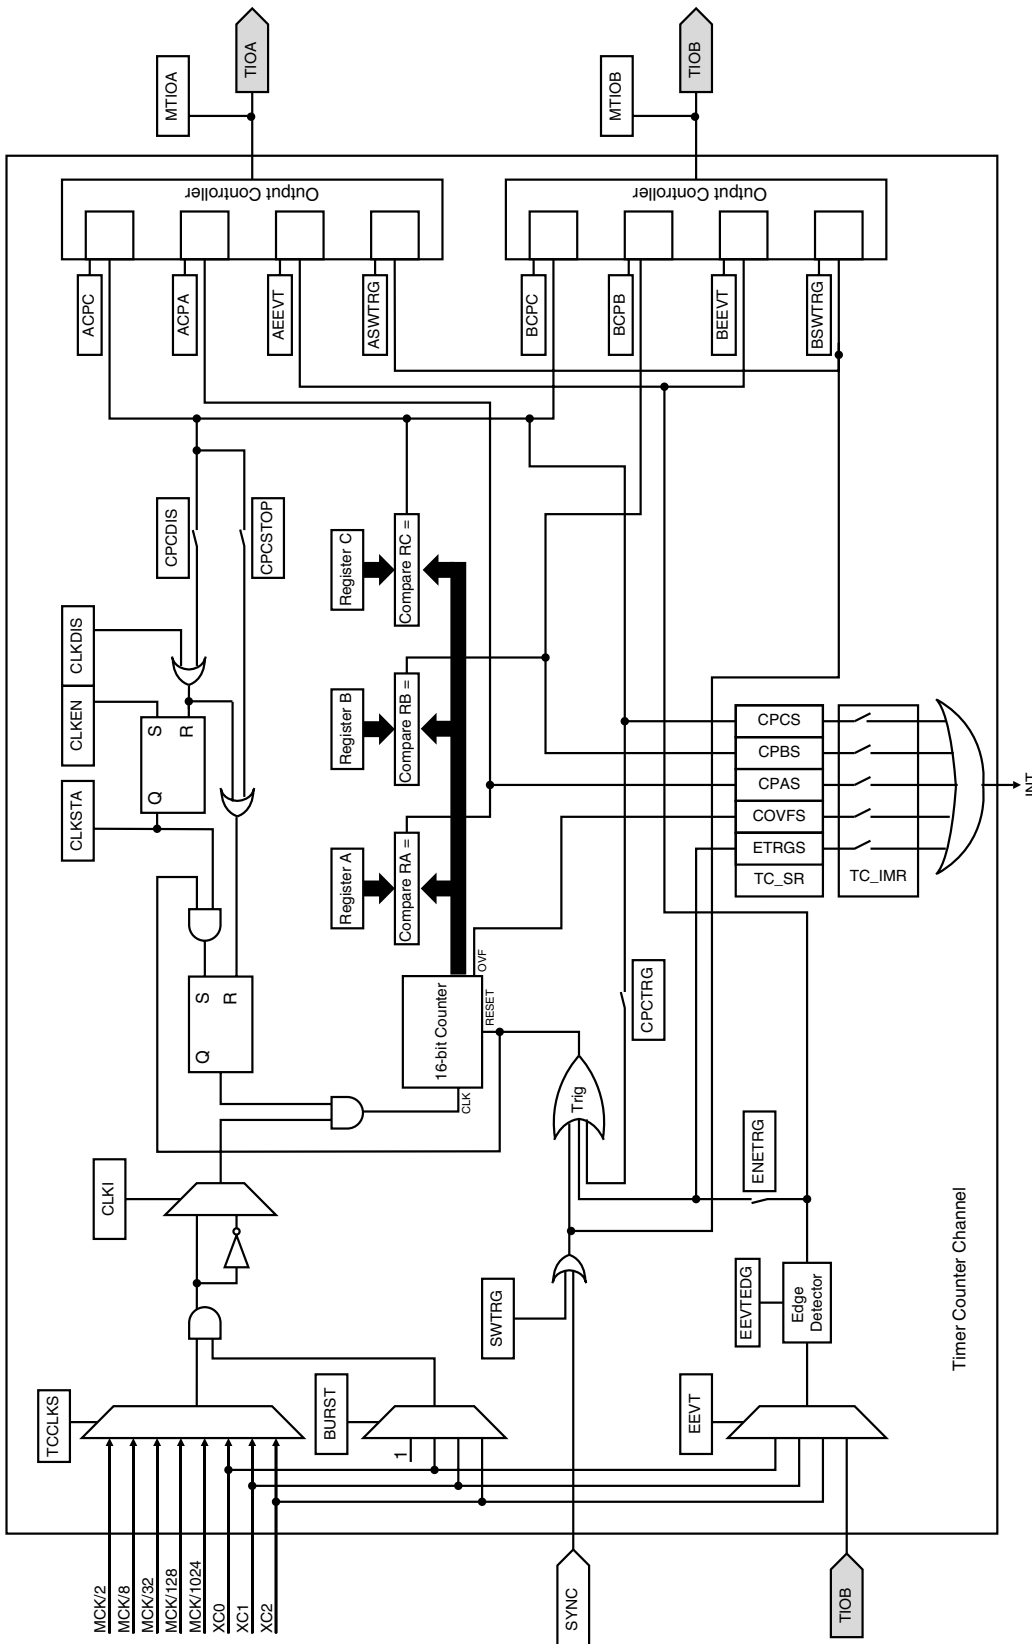 TCCLKS
MCK/2
MCK/8
MCK/32
MCK/128
MCK/1024
XC0
XC1
XC2
BURST
1
CLKI
CLKSTA
CLKEN
CLKDIS
Q
S
R
Q
S
R
CPCDIS
CPCSTOP
Register A
Register B
Register C
Compare RA =
Compare RB =
Compare RC =
16-bit Counter
CLK
RESET
OVF
SYNC
SWTRG
Trig
CPCTRG
ENETRG
EEVT
TIOB
EEVTEDG
Edge
Detector
Timer Counter Channel
ETRGS
COVFS
CPAS
CPBS
CPCS
TC_SR
TC_IMR
INT
ACPC
ACPA
AEEVT
ASWTRG
Output Controller
MTIOA
TIOA
BCPC
BCPB
BEEVT
BSWTRG
Output Controller
MTIOB
TIOB